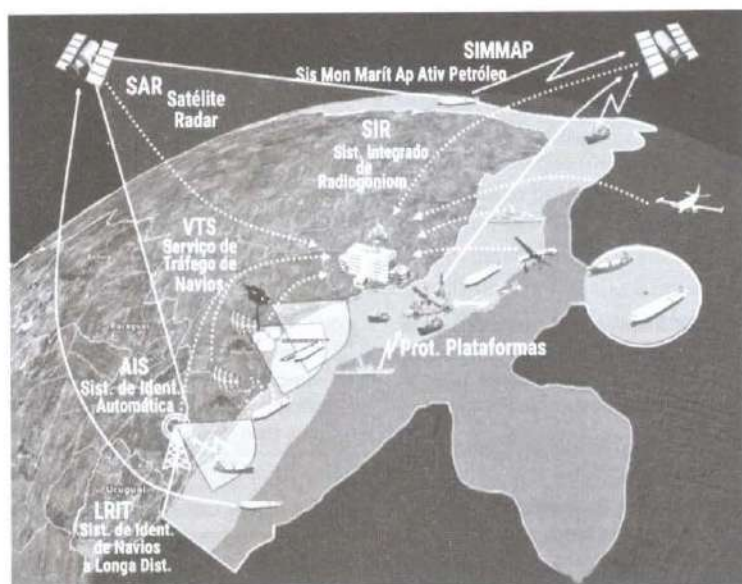 SIMMAP
Sis Mon Marít Ap Ativ Petróleo
SAR
Satélite
Radar
SIR
Sist. Integrado
de
Radiogoniom
VTS
Serviço de
Tráfego de
Navios
Prot. Plataformas
AIS
Sist. de Ident.
Automática
Uruguai
LRIT
Sist. de Ident.
de Navios
a Longa Dist.